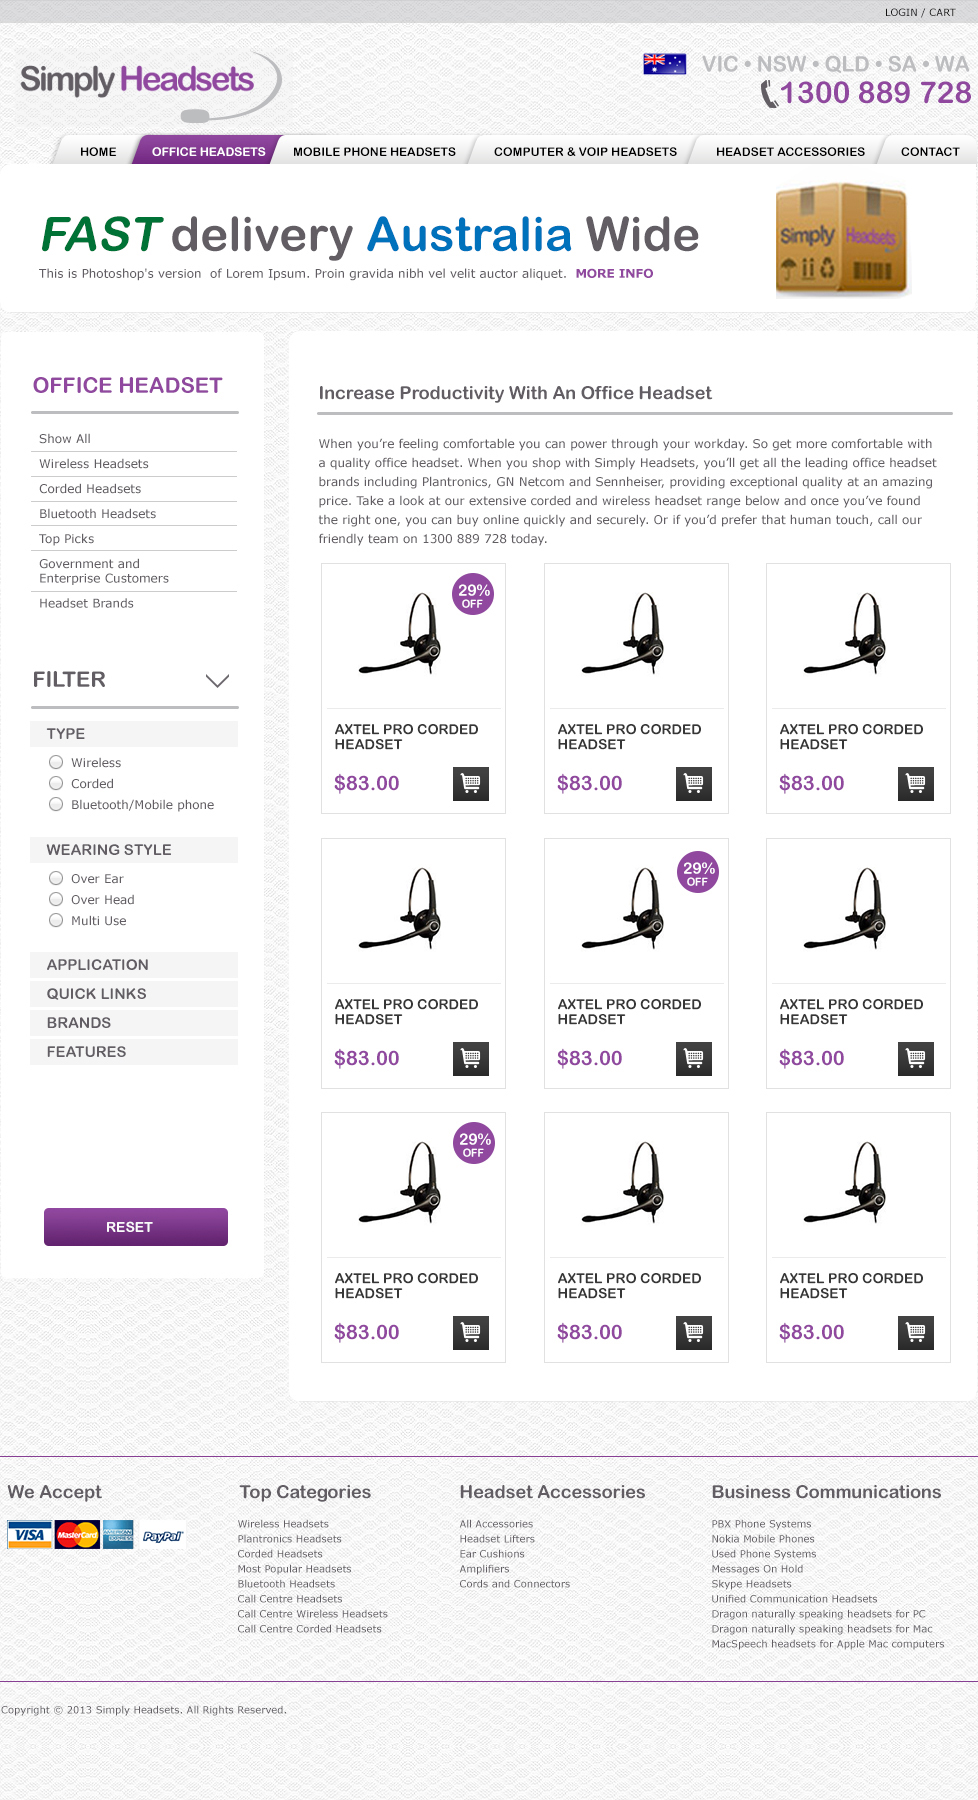 LOGIN / CART
Simply Headsets
VIC • NSW • QLD • SA • WA
1300 889 728
HOME
OFFICE HEADSETS
MOBILE PHONE HEADSETS
COMPUTER & VOIP HEADSETS
HEADSET ACCESSORIES
CONTACT
FAST delivery Australia Wide
This is Photoshop's version of Lorem Ipsum. Proin gravida nibh vel velit auctor aliquet. MORE INFO
Simply Headsets
OFFICE HEADSET
Show All
Wireless Headsets
Corded Headsets
Bluetooth Headsets
Top Picks
Government and
Enterprise Customers
Headset Brands
FILTER
TYPE
Wireless
Corded
Bluetooth/Mobile phone
WEARING STYLE
Over Ear
Over Head
Multi Use
APPLICATION
QUICK LINKS
BRANDS
FEATURES
RESET
Increase Productivity With An Office Headset
When you’re feeling comfortable you can power through your workday. So get more comfortable with
a quality office headset. When you shop with Simply Headsets, you’ll get all the leading office headset
brands including Plantronics, GN Netcom and Sennheiser, providing exceptional quality at an amazing
price. Take a look at our extensive corded and wireless headset range below and once you’ve found
the right one, you can buy online quickly and securely. Or if you’d prefer that human touch, call our
friendly team on 1300 889 728 today.
29%
OFF
AXTEL PRO CORDED
HEADSET
$83.00
AXTEL PRO CORDED
HEADSET
$83.00
AXTEL PRO CORDED
HEADSET
$83.00
AXTEL PRO CORDED
HEADSET
$83.00
29%
OFF
AXTEL PRO CORDED
HEADSET
$83.00
AXTEL PRO CORDED
HEADSET
$83.00
29%
OFF
AXTEL PRO CORDED
HEADSET
$83.00
AXTEL PRO CORDED
HEADSET
$83.00
AXTEL PRO CORDED
HEADSET
$83.00
We Accept
VISA
MasterCard
AMERICAN EXPRESS
PayPal
Top Categories
Wireless Headsets
Plantronics Headsets
Corded Headsets
Most Popular Headsets
Bluetooth Headsets
Call Centre Headsets
Call Centre Wireless Headsets
Call Centre Corded Headsets
Headset Accessories
All Accessories
Headset Lifters
Ear Cushions
Amplifiers
Cords and Connectors
Business Communications
PBX Phone Systems
Nokia Mobile Phones
Used Phone Systems
Messages On Hold
Skype Headsets
Unified Communication Headsets
Dragon naturally speaking headsets for PC
Dragon naturally speaking headsets for Mac
MacSpeech headsets for Apple Mac computers
Copyright © 2013 Simply Headsets. All Rights Reserved.